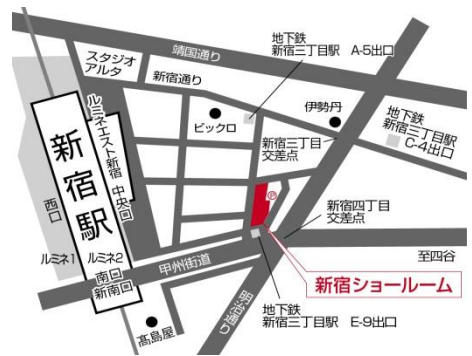 靖国通り
地下鉄
新宿三丁目駅 A-5出口
スタジオ
アルタ
新宿通り
伊勢丹
ビックロ
地下鉄
新宿三丁目駅
C-4出口
新宿三丁目
交差点
ルミネエスト新宿
中央口
新宿駅
西口
Ⓟ
新宿四丁目
交差点
ルミネ1
ルミネ2
甲州街道
至四谷
南口
新南口
新宿ショールーム
明治通り
地下鉄
新宿三丁目駅 E-9出口
髙島屋